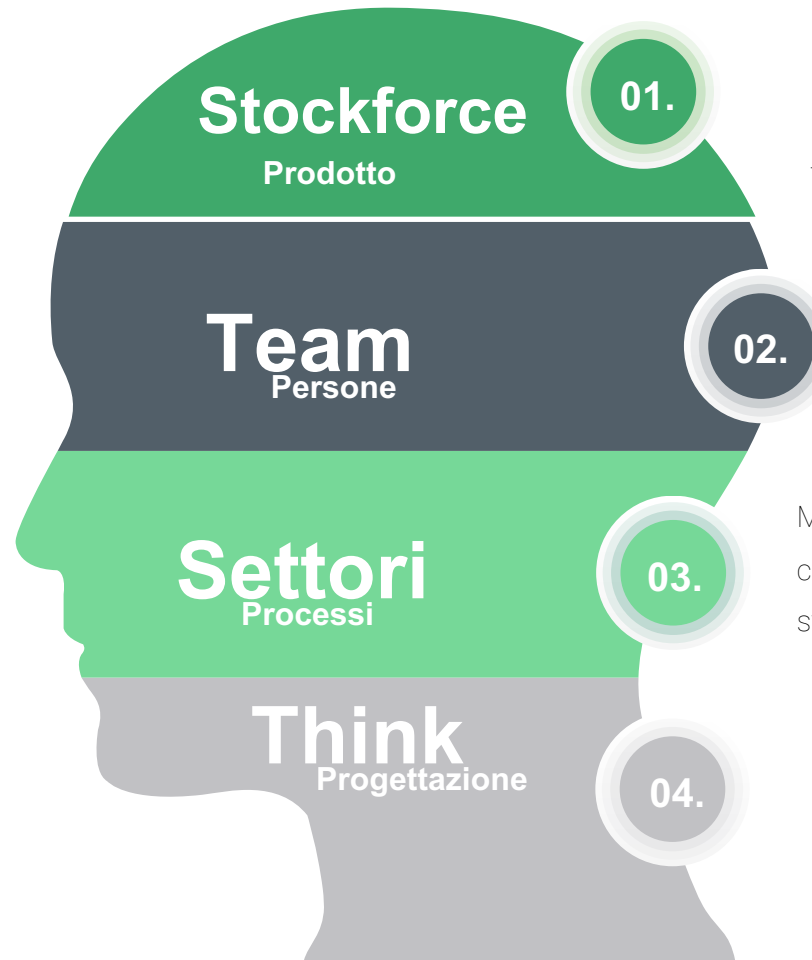 Stockforce
01.
Prodotto
Team
02.
Persone
Settori
03.
Processi
Think
Progettazione
04.